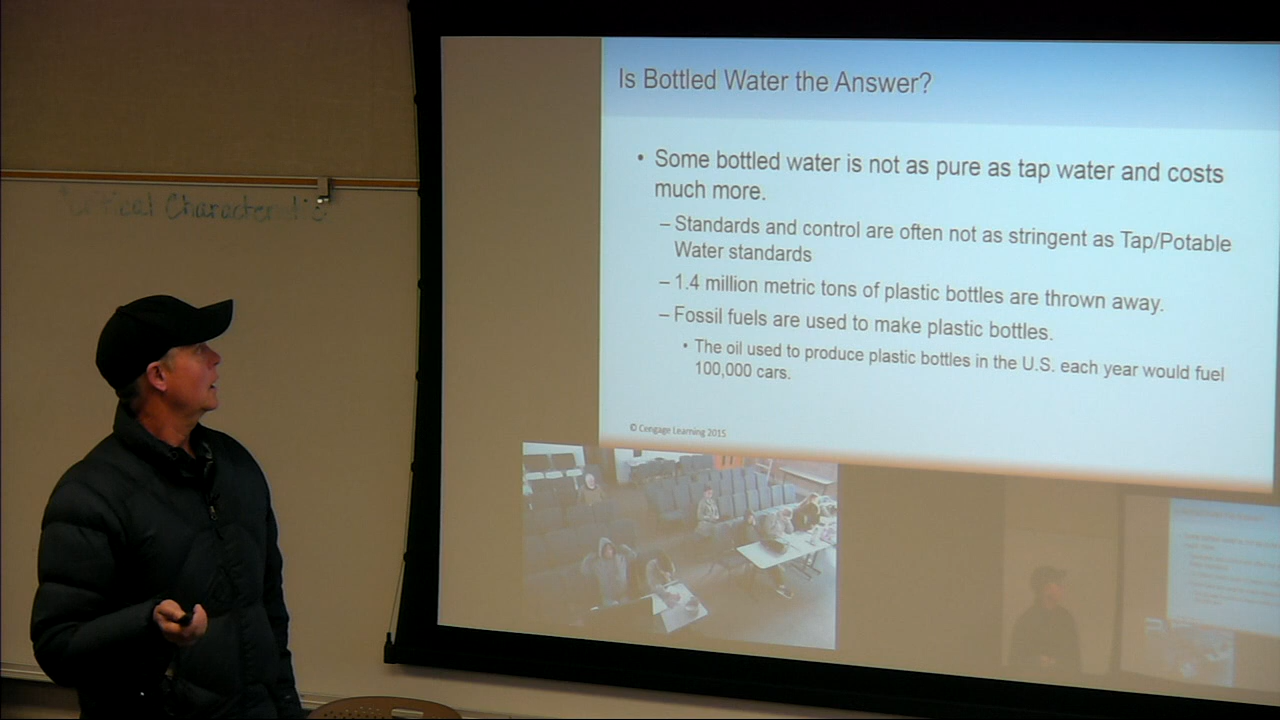 Critical Characteristic
Is Bottled Water the Answer?
• Some bottled water is not as pure as tap water and costs
much more.
– Standards and control are often not as stringent as Tap/Potable
Water standards
– 1.4 million metric tons of plastic bottles are thrown away.
– Fossil fuels are used to make plastic bottles.
• The oil used to produce plastic bottles in the U.S. each year would fuel
100,000 cars.
© Cengage Learning 2015